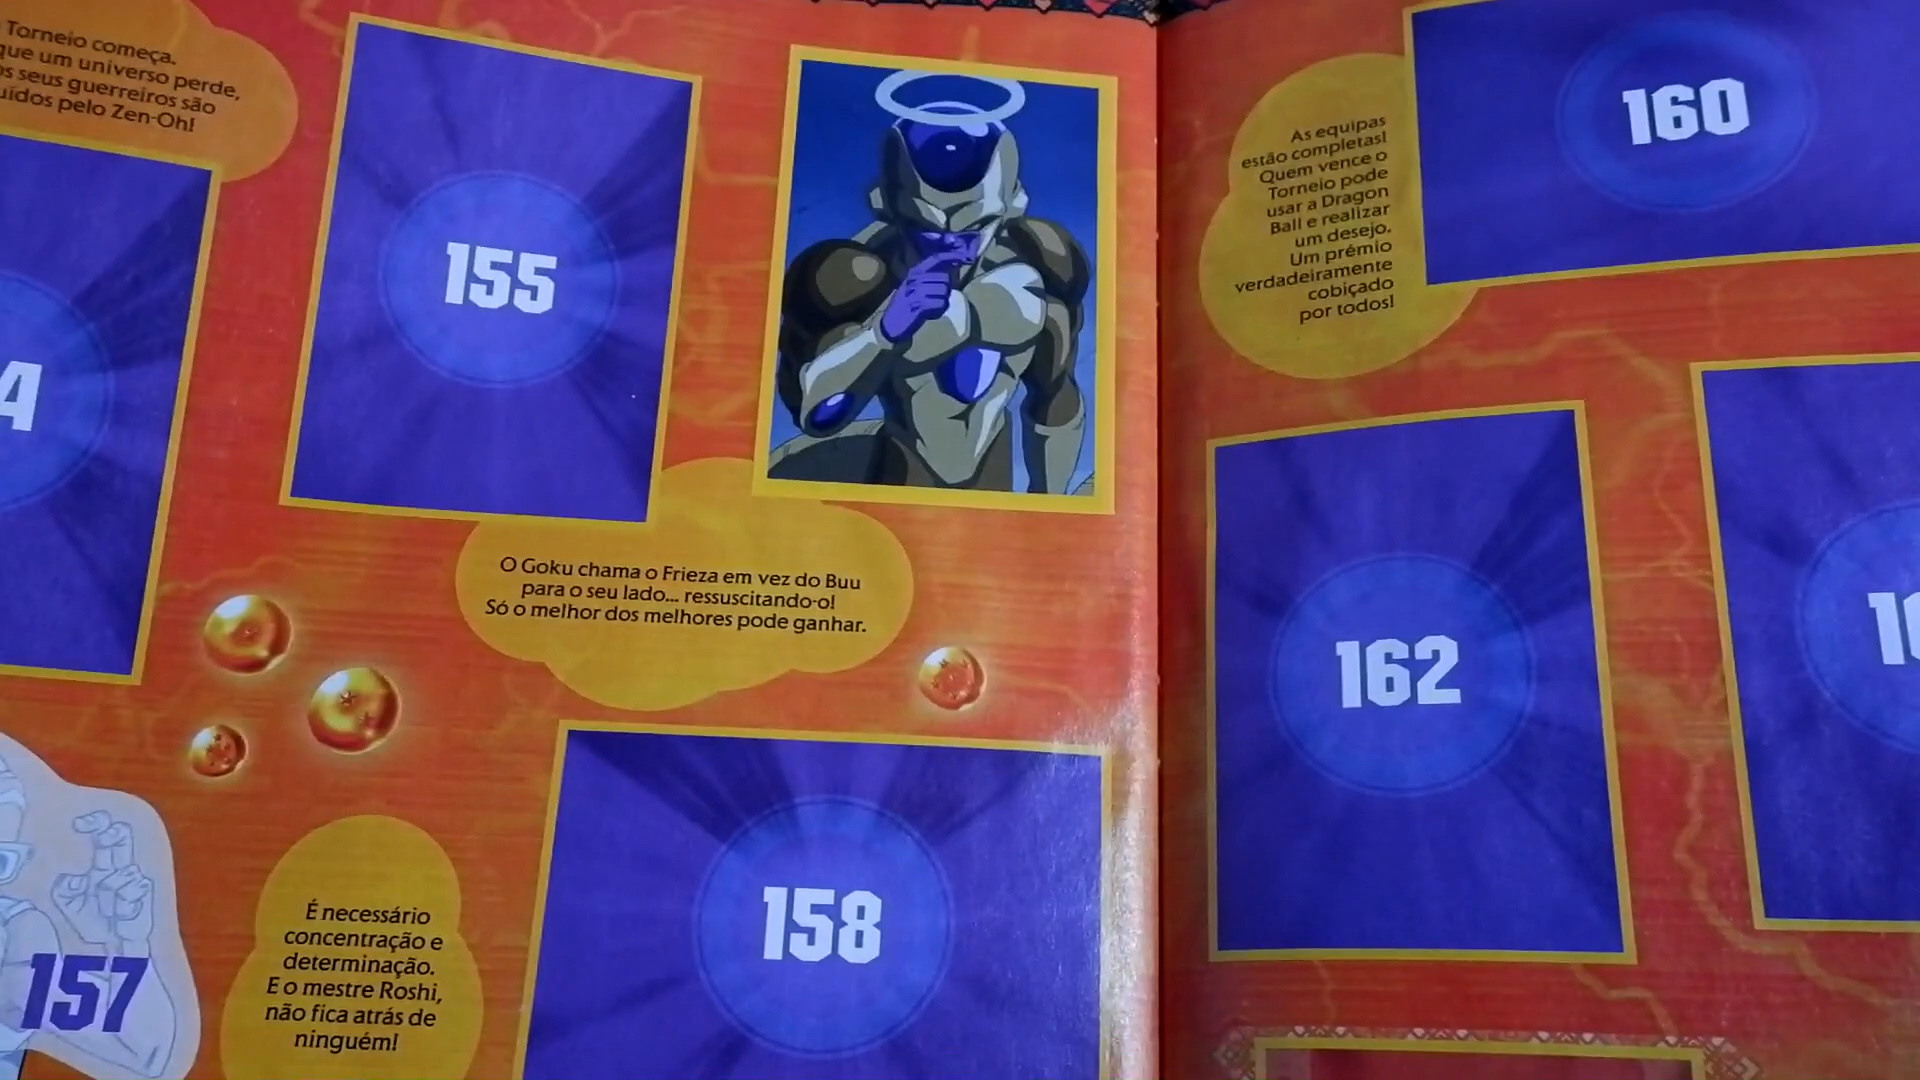 Torneio começa.
que um universo perde,
os seus guerreiros são
pelo Zen-Oh!
155
O Goku chama o Frieza em vez do Buu
para o seu lado... ressuscitando-o!
Só o melhor dos melhores pode ganhar.
157
É necessário
concentração e
determinação.
E o mestre Roshi,
não fica atrás de
ninguém!
158
As equipas
estão completas!
Quem vence o
Torneio pode
usar a Dragon
Ball e realizar
um desejo.
Um prémio
verdadeiramente
cobiçado
por todos!
160
162